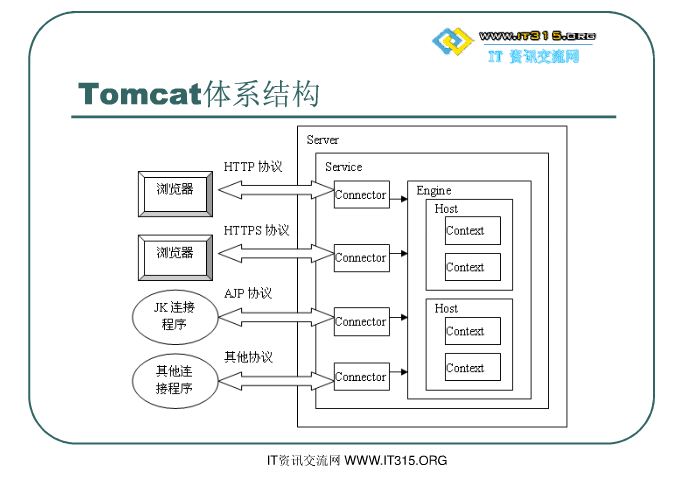 WWW.IT315.ORG
IT 资讯交流网
Tomcat体系结构
Server
HTTP 协议
Service
浏览器
Connector
Engine
Host
HTTPS 协议
Context
浏览器
Connector
Context
AJP 协议
JK 连接
程序
Connector
Host
Context
其他协议
其他连
接程序
Connector
Context
IT资讯交流网 WWW.IT315.ORG